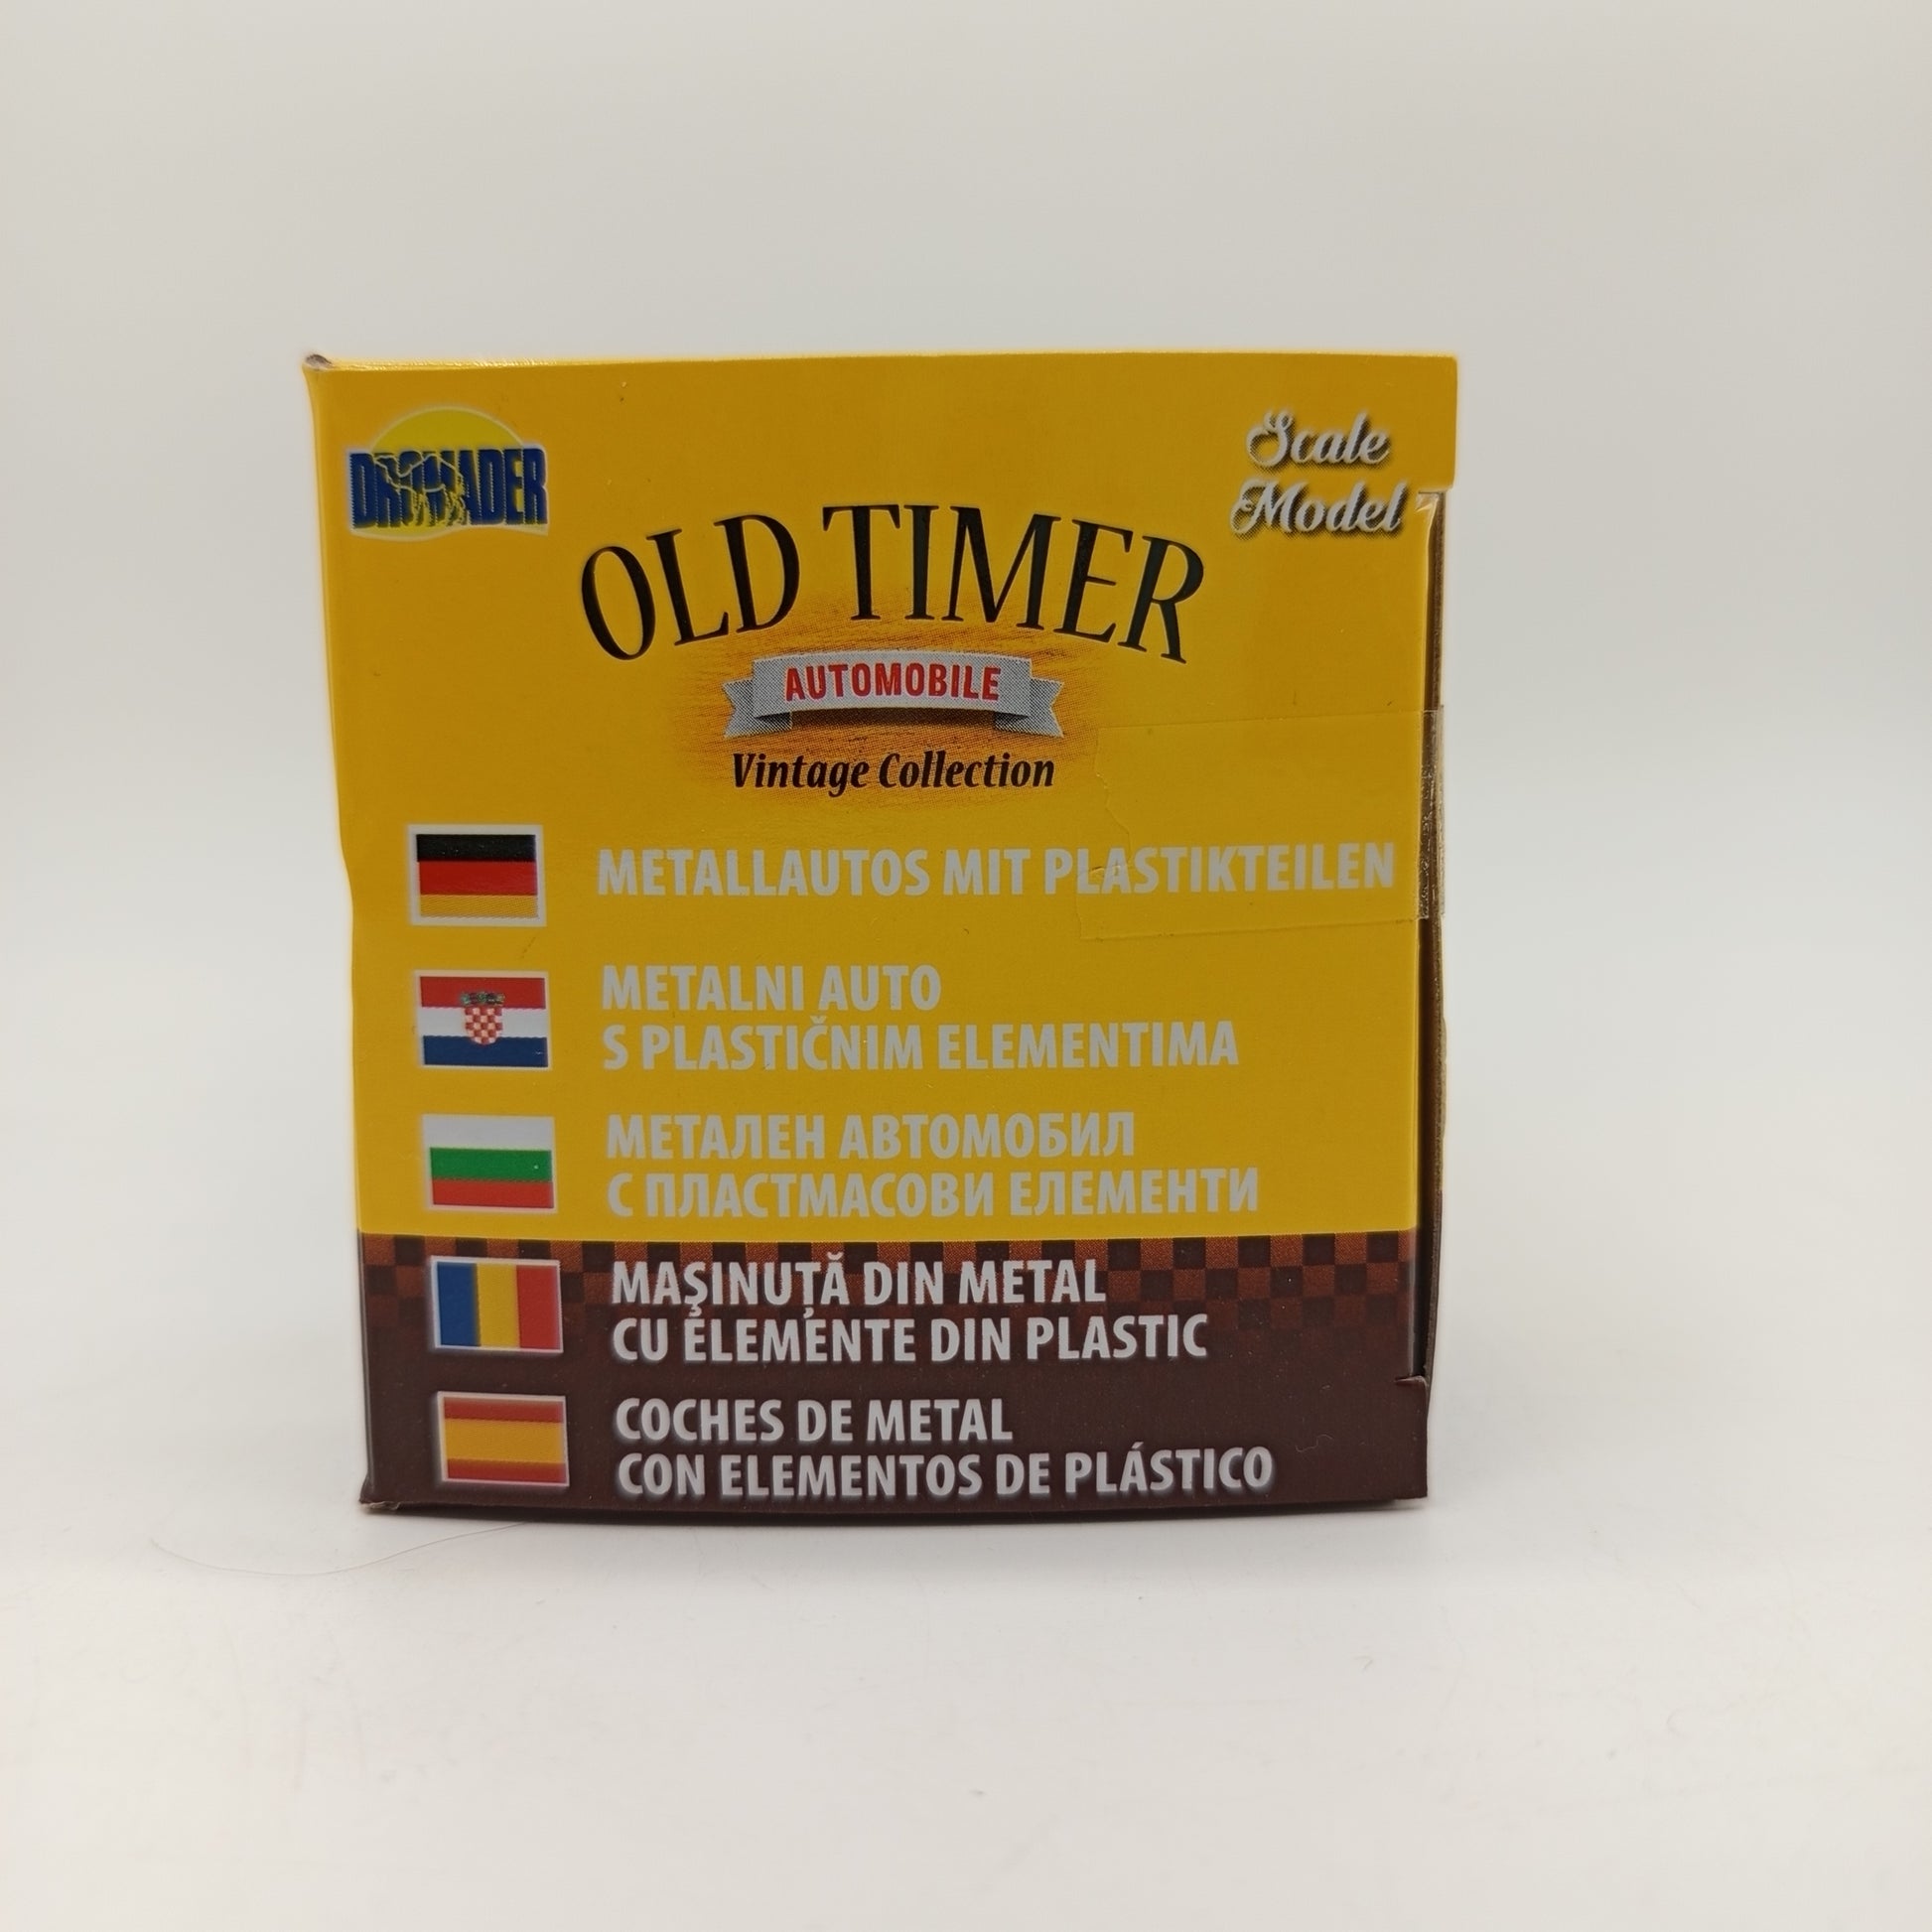 DROMADER
Scale
Model
OLD TIMER
AUTOMOBILE
Vintage Collection
METALLAUTOS MIT PLASTIKTEILEN
METALNI AUTO
S PLASTIČNIM ELEMENTIMA
МЕТАЛЕН АВТОМОБИЛ
С ПЛАСТМАСОВИ ЕЛЕМЕНТИ
MAŞINUȚĂ DIN METAL
CU ELEMENTE DIN PLASTIC
COCHES DE METAL
CON ELEMENTOS DE PLÁSTICO